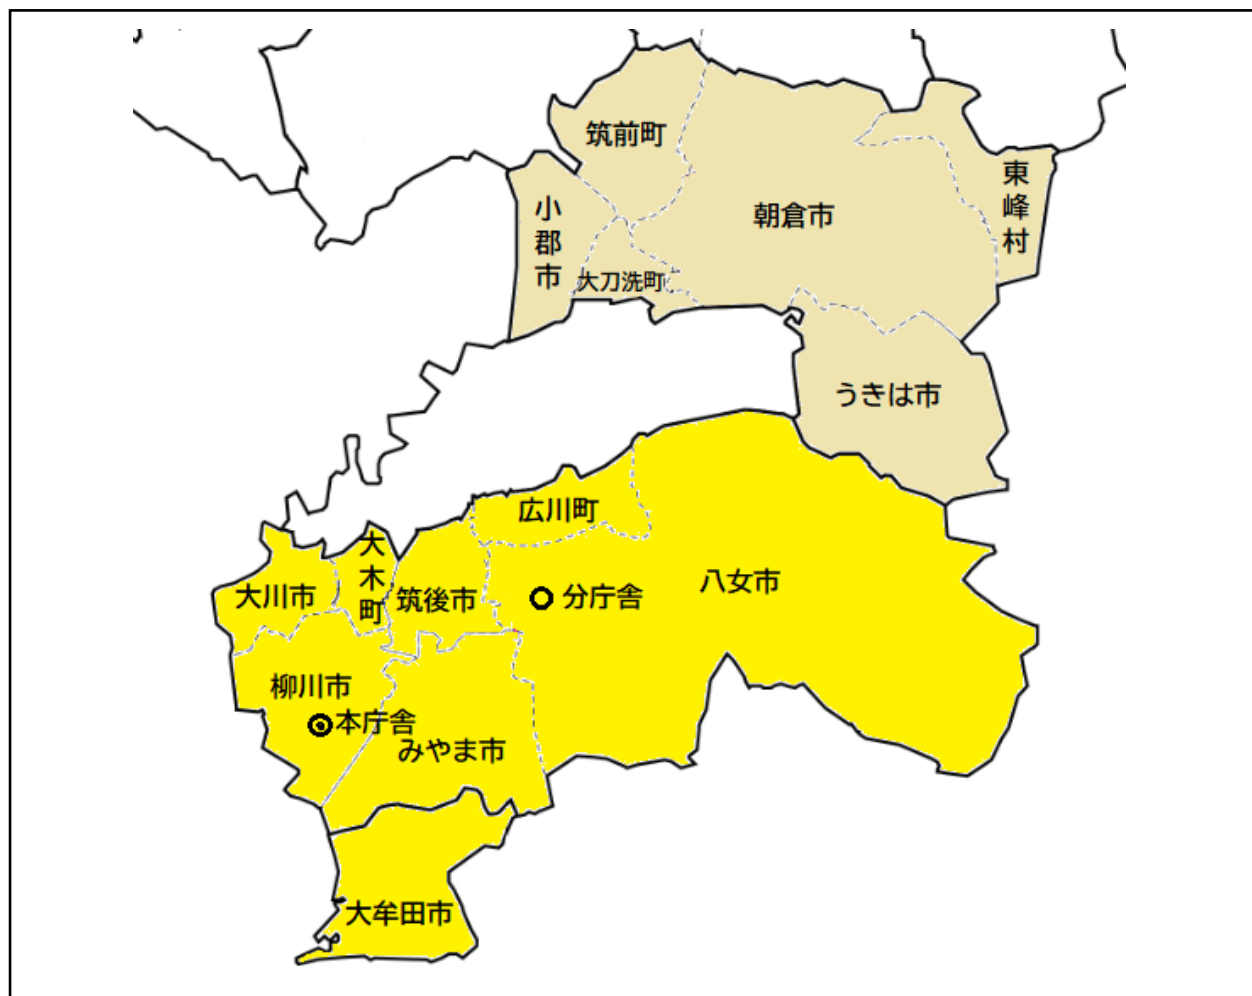 筑前町
東峰村
小郡市
朝倉市
大刀洗町
うきは市
広川町
大木町
大川市
筑後市
分庁舎
八女市
柳川市
本庁舎
みやま市
大牟田市